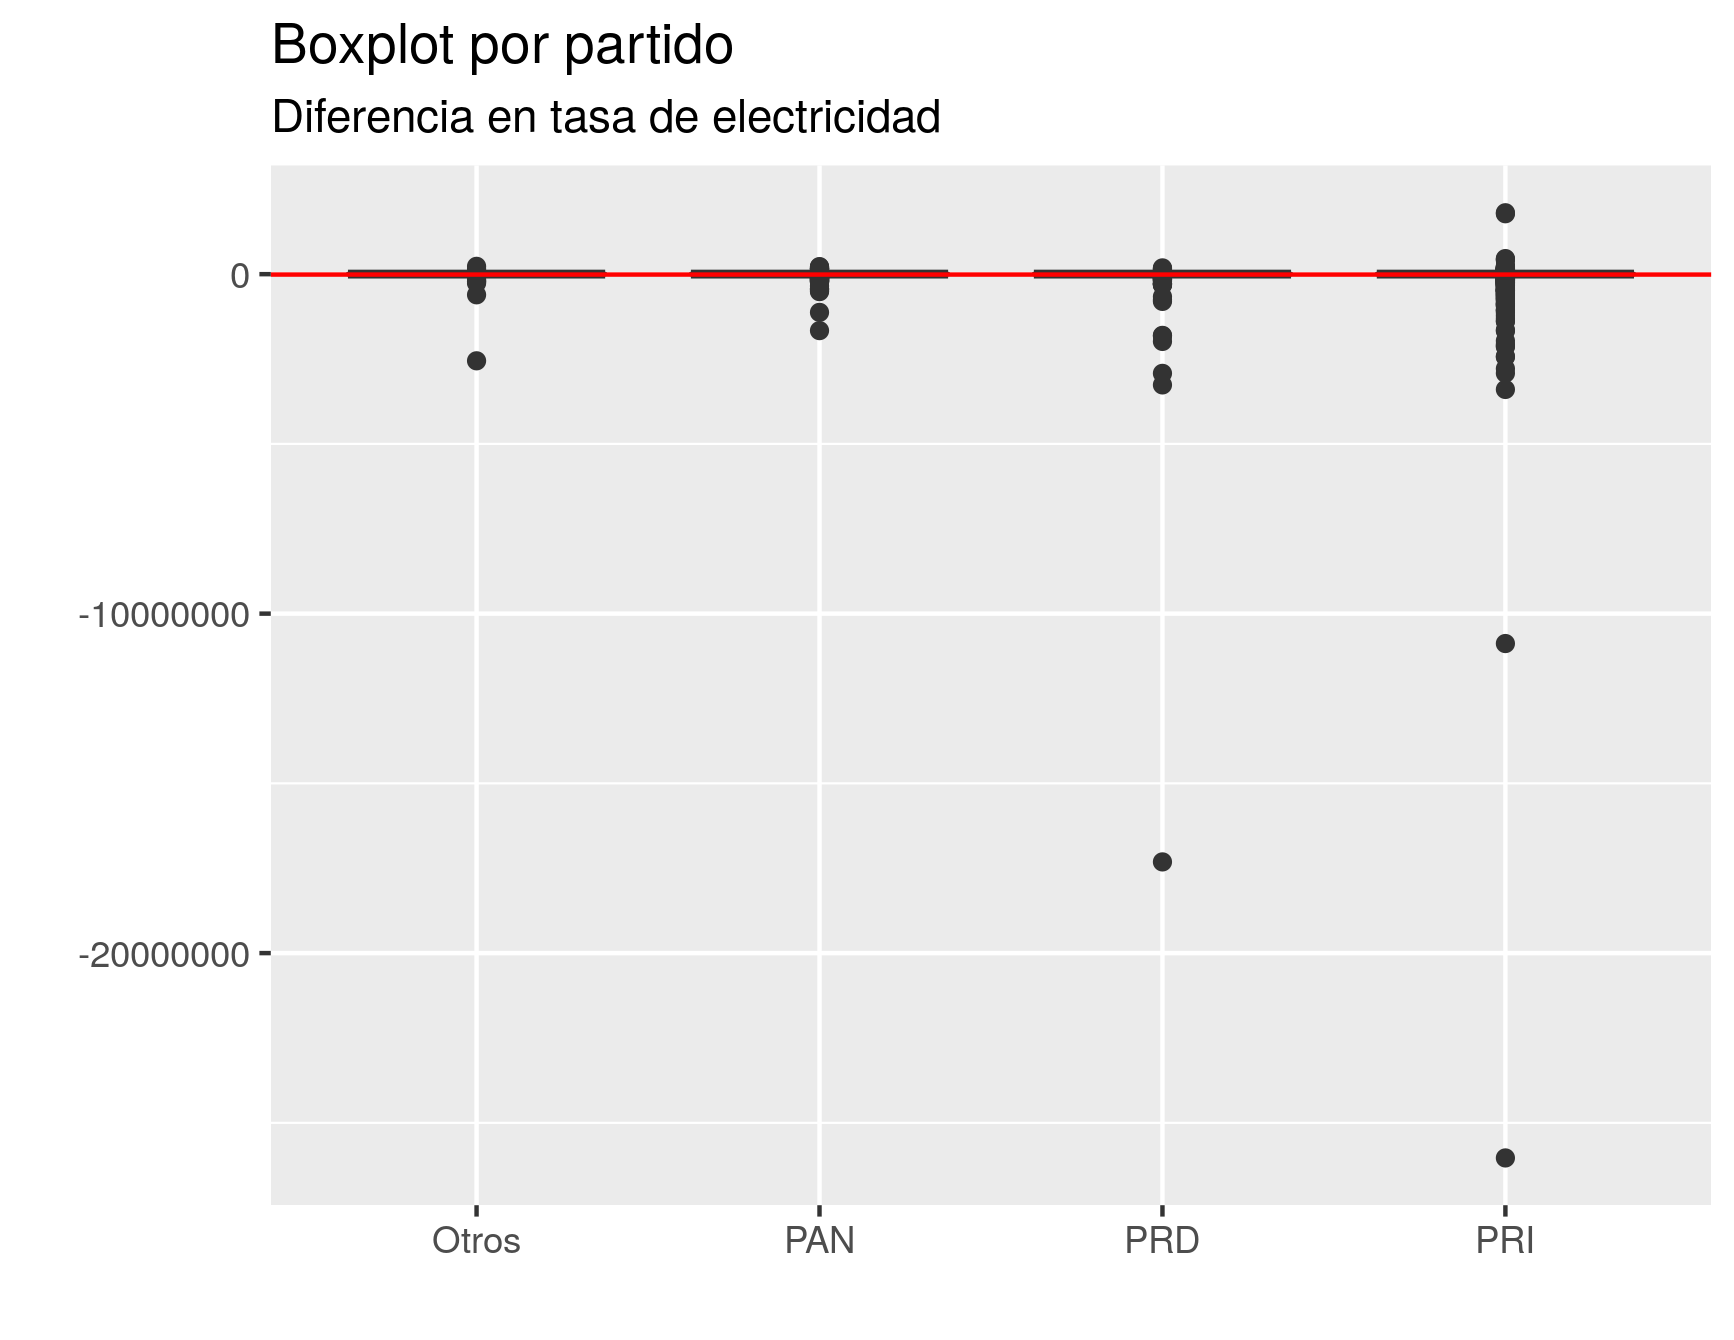 Boxplot por partido
Diferencia en tasa de electricidad
0
-10000000
-20000000
Otros PAN PRD PRI